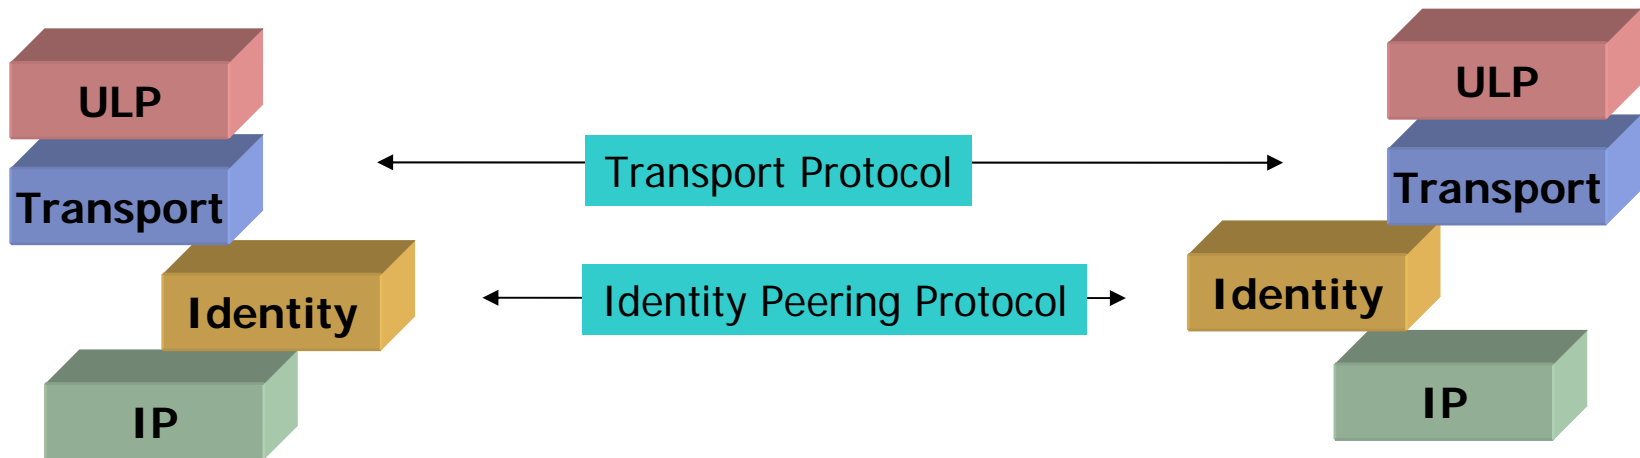 ULP
ULP
Transport Protocol
Transport
Transport
Identity Peering Protocol
Identity
Identity
IP
IP